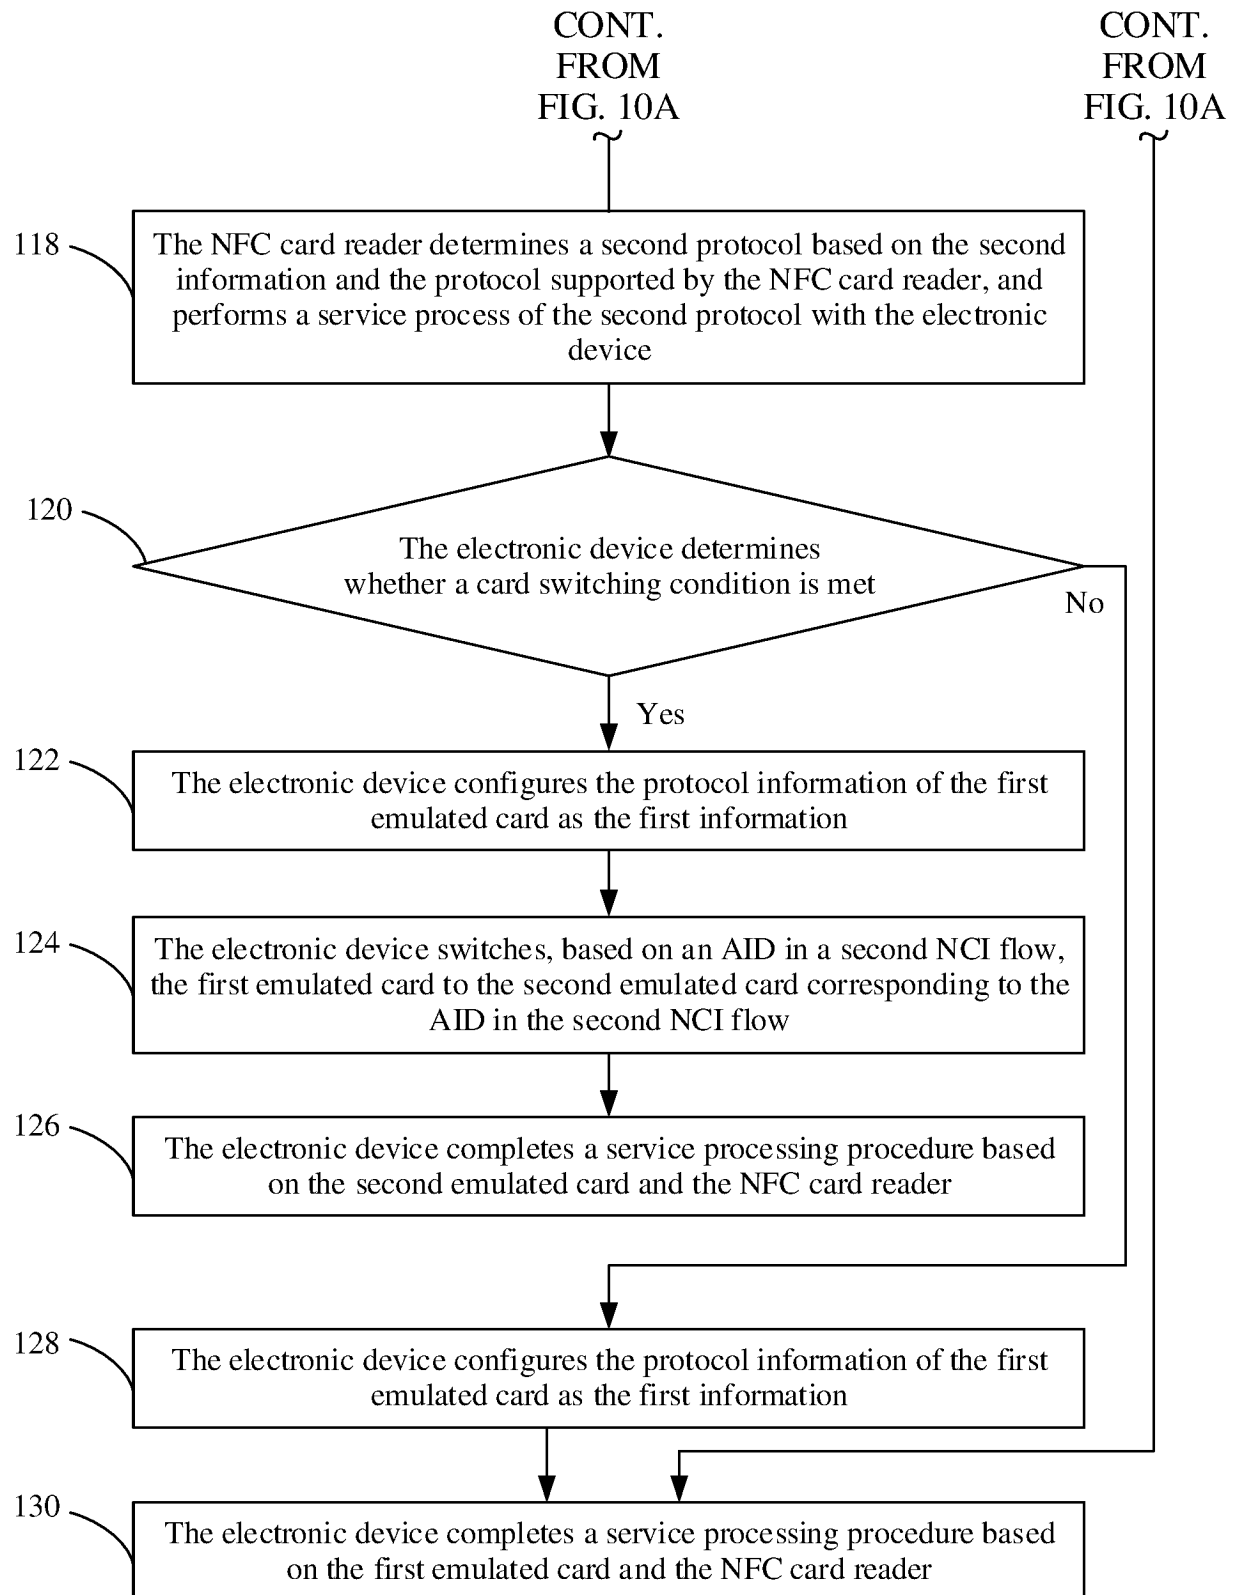 CONT.
FROM
FIG. 10A
CONT.
FROM
FIG. 10A
118
The NFC card reader determines a second protocol based on the second
information and the protocol supported by the NFC card reader, and
performs a service process of the second protocol with the electronic
device
120
The electronic device determines
whether a card switching condition is met
No
Yes
122
The electronic device configures the protocol information of the first
emulated card as the first information
124
The electronic device switches, based on an AID in a second NCI flow,
the first emulated card to the second emulated card corresponding to the
AID in the second NCI flow
126
The electronic device completes a service processing procedure based
on the second emulated card and the NFC card reader
128
The electronic device configures the protocol information of the first
emulated card as the first information
130
The electronic device completes a service processing procedure based
on the first emulated card and the NFC card reader